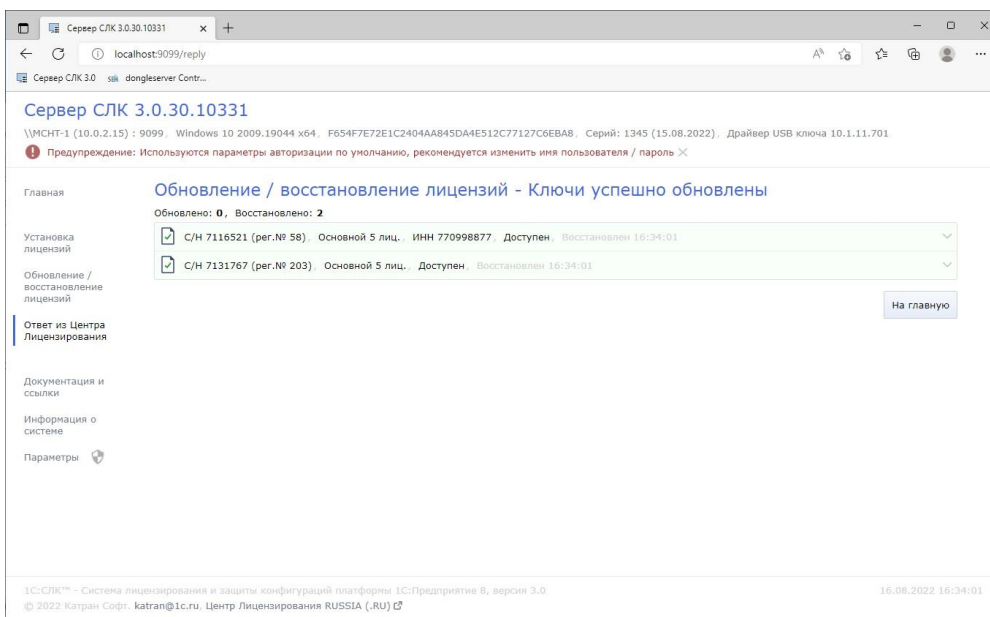 Сервер СЛК 3.0.30.10331
localhost:9099/reply
Сервер СЛК 3.0 dongleserver Contr...
Сервер СЛК 3.0.30.10331
\\МСНТ-1 (10.0.2.15) : 9099, Windows 10 2009.19044 x64, F654F7E72E1C2404AA845DA4E512C77127C6EBA8, Серий: 1345 (15.08.2022), Драйвер USB ключа 10.1.11.701
Предупреждение: Используются параметры авторизации по умолчанию, рекомендуется изменить имя пользователя / пароль
Главная
Установка
лицензий
Обновление /
восстановление
лицензий
Ответ из Центра
Лицензирования
Документация и
ссылки
Информация о
системе
Параметры
Обновление / восстановление лицензий - Ключи успешно обновлены
Обновлено: 0, Восстановлено: 2
С/Н 7116521 (рег.№ 58), Основной 5 лиц., ИНН 770998877, Доступен, Восстановлен 16:34:01
С/Н 7131767 (рег.№ 203), Основной 5 лиц., Доступен, Восстановлен 16:34:01
На главную
1С:СЛК™ - Система лицензирования и защиты конфигураций платформы 1С:Предприятие 8, версия 3.0 16.08.2022 16:34:01
© 2022 Катран Софт. katran@1c.ru, Центр Лицензирования RUSSIA (.RU)